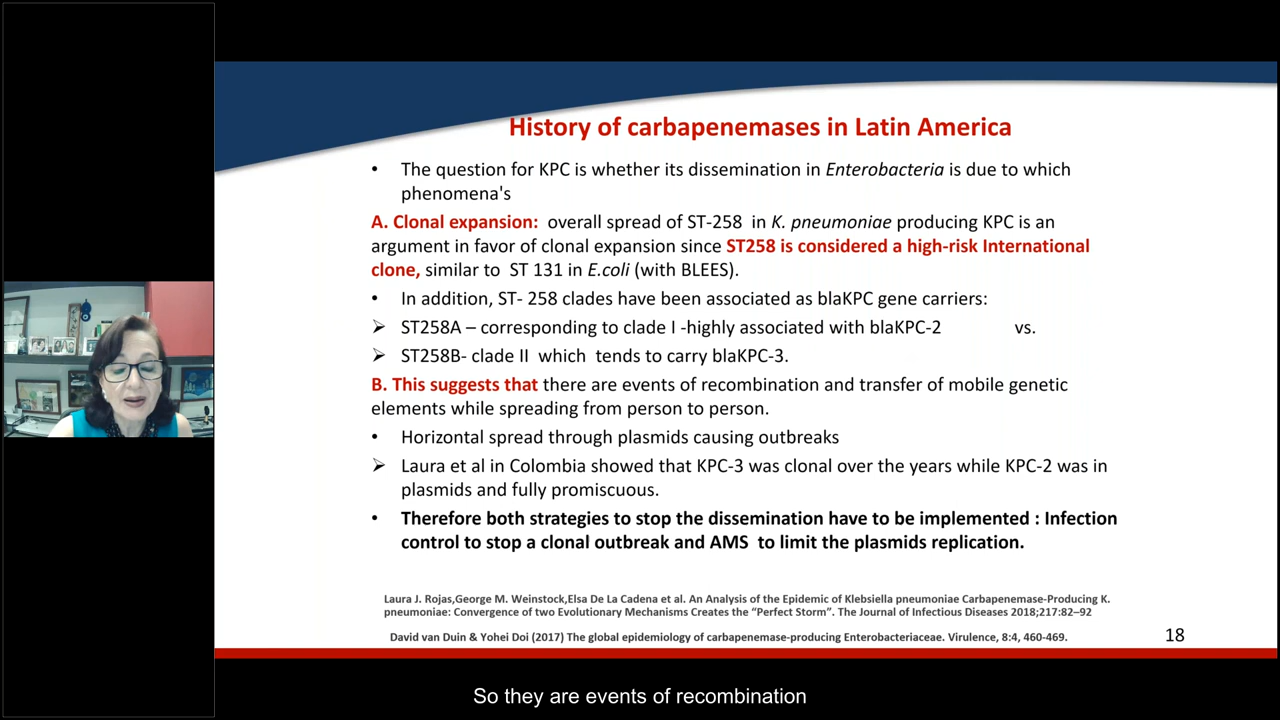 History of carbapenemases in Latin America
• The question for KPC is whether its dissemination in Enterobacteria is due to which
phenomena's
A. Clonal expansion: overall spread of ST-258 in K. pneumoniae producing KPC is an
argument in favor of clonal expansion since ST258 is considered a high-risk International
clone, similar to ST 131 in E.coli (with BLEES).
• In addition, ST- 258 clades have been associated as blaKPC gene carriers:
➢ ST258A – corresponding to clade I -highly associated with blaKPC-2 vs.
➢ ST258B- clade II which tends to carry blaKPC-3.
B. This suggests that there are events of recombination and transfer of mobile genetic
elements while spreading from person to person.
• Horizontal spread through plasmids causing outbreaks
➢ Laura et al in Colombia showed that KPC-3 was clonal over the years while KPC-2 was in
plasmids and fully promiscuous.
• Therefore both strategies to stop the dissemination have to be implemented : Infection
control to stop a clonal outbreak and AMS to limit the plasmids replication.
Laura J. Rojas,George M. Weinstock,Elsa De La Cadena et al. An Analysis of the Epidemic of Klebsiella pneumoniae Carbapenemase-Producing K.
pneumoniae: Convergence of two Evolutionary Mechanisms Creates the “Perfect Storm”. The Journal of Infectious Diseases 2018;217:82–92
David van Duin & Yohei Doi (2017) The global epidemiology of carbapenemase-producing Enterobacteriaceae. Virulence, 8:4, 460-469.
18
So they are events of recombination